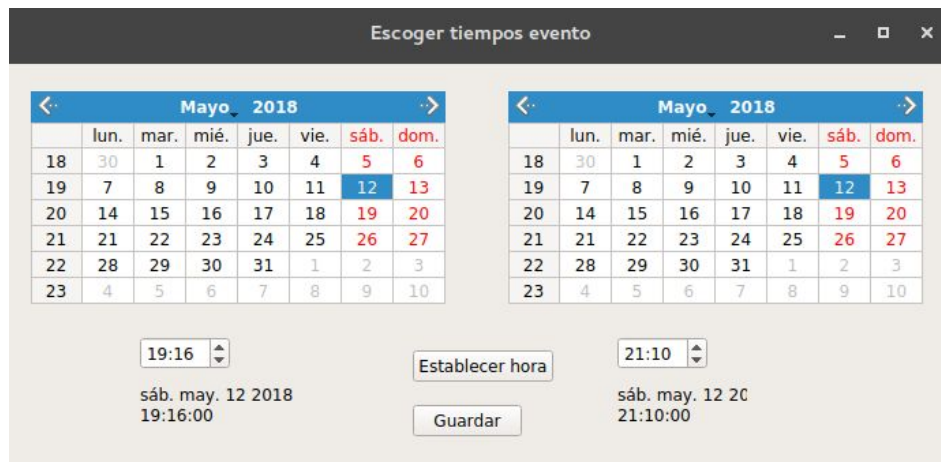 Escoger tiempos evento
Mayo 2018
lun. mar. mié. jue. vie. sáb. dom.
18 30 1 2 3 4 5 6
19 7 8 9 10 11 12 13
20 14 15 16 17 18 19 20
21 21 22 23 24 25 26 27
22 28 29 30 31 1 2 3
23 4 5 6 7 8 9 10
19:16
sáb. may. 12 2018
19:16:00
Establecer hora
Guardar
Mayo 2018
lun. mar. mié. jue. vie. sáb. dom.
18 30 1 2 3 4 5 6
19 7 8 9 10 11 12 13
20 14 15 16 17 18 19 20
21 21 22 23 24 25 26 27
22 28 29 30 31 1 2 3
23 4 5 6 7 8 9 10
21:10
sáb. may. 12 20
21:10:00